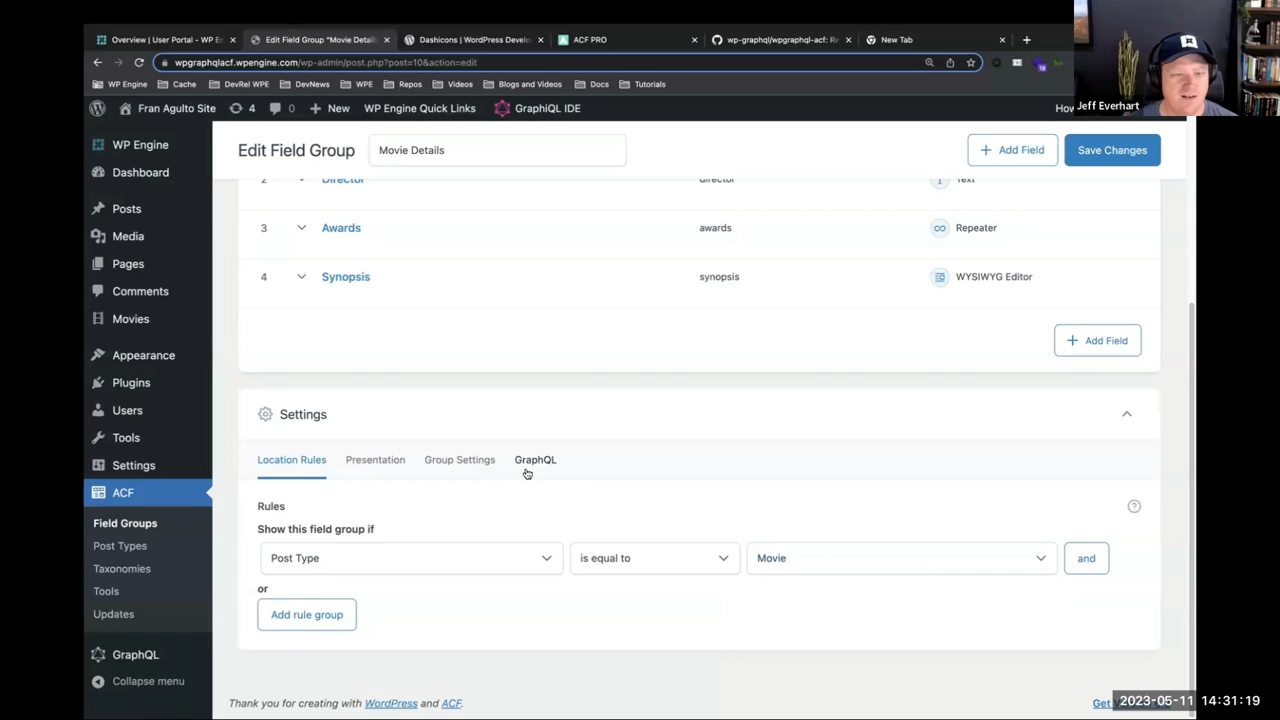 Overview | User Portal - WP E
Edit Field Group "Movie Details
Dashicons | WordPress Develo
ACF PRO
wp-graphql/wpgraphql-acf: Re
New Tab
wpgraphqlacf.wpengine.com/wp-admin/post.php?post=10&action=edit
WP Engine
Cache
DevRel WPE
DevNews
WPE
Repos
Videos
Blogs and Videos
Docs
Tutorials
Jeff Everhart
Fran Agulto Site
4
0
New
WP Engine Quick Links
GraphiQL IDE
How
WP Engine
Dashboard
Posts
Media
Pages
Comments
Movies
Appearance
Plugins
Users
Tools
Settings
ACF
Field Groups
Post Types
Taxonomies
Tools
Updates
GraphQL
Collapse menu
Edit Field Group
Movie Details
+ Add Field
Save Changes
2 Director director Text
3 Awards awards Repeater
4 Synopsis synopsis WYSIWYG Editor
+ Add Field
Settings
Location Rules Presentation Group Settings GraphQL
Rules
Show this field group if
Post Type is equal to Movie and
or
Add rule group
Thank you for creating with WordPress and ACF.
2023-05-11 14:31:19